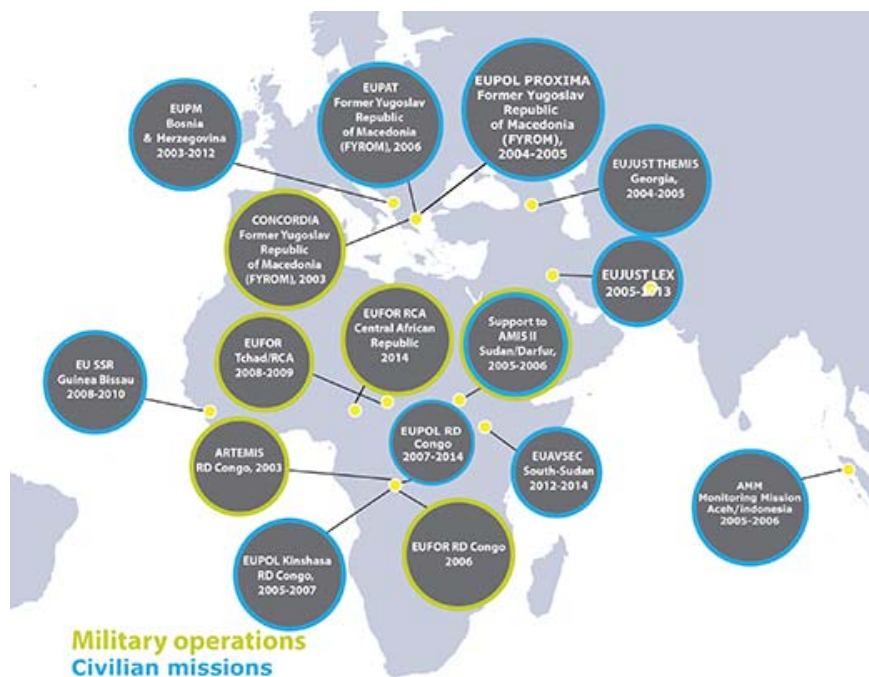 EUPM
Bosnia
& Herzegovina
2003-2012
EUPAT
Former Yugoslav
Republic
of Macedonia
(FYROM), 2006
EUPOL PROXIMA
Former Yugoslav
Republic
of Macedonia
(FYROM),
2004-2005
EUJUST THEMIS
Georgia,
2004-2005
CONCORDIA
Former Yugoslav
Republic
of Macedonia
(FYROM), 2003
EUJUST LEX
2005-2013
EUFOR RCA
Central African
Republic
2014
Support to
AMIS II
Sudan/Darfur,
2005-2006
EUFOR
Tchad/RCA
2008-2009
EU SSR
Guinea Bissau
2008-2010
EUPOL RD
Congo
2007-2014
ARTEMIS
RD Congo, 2003
EUAVSEC
South-Sudan
2012-2014
AMM
Monitoring Mission
Aceh/indonesia
2005-2006
EUPOL Kinshasa
RD Congo,
2005-2007
EUFOR RD Congo
2006
Military operations
Civilian missions